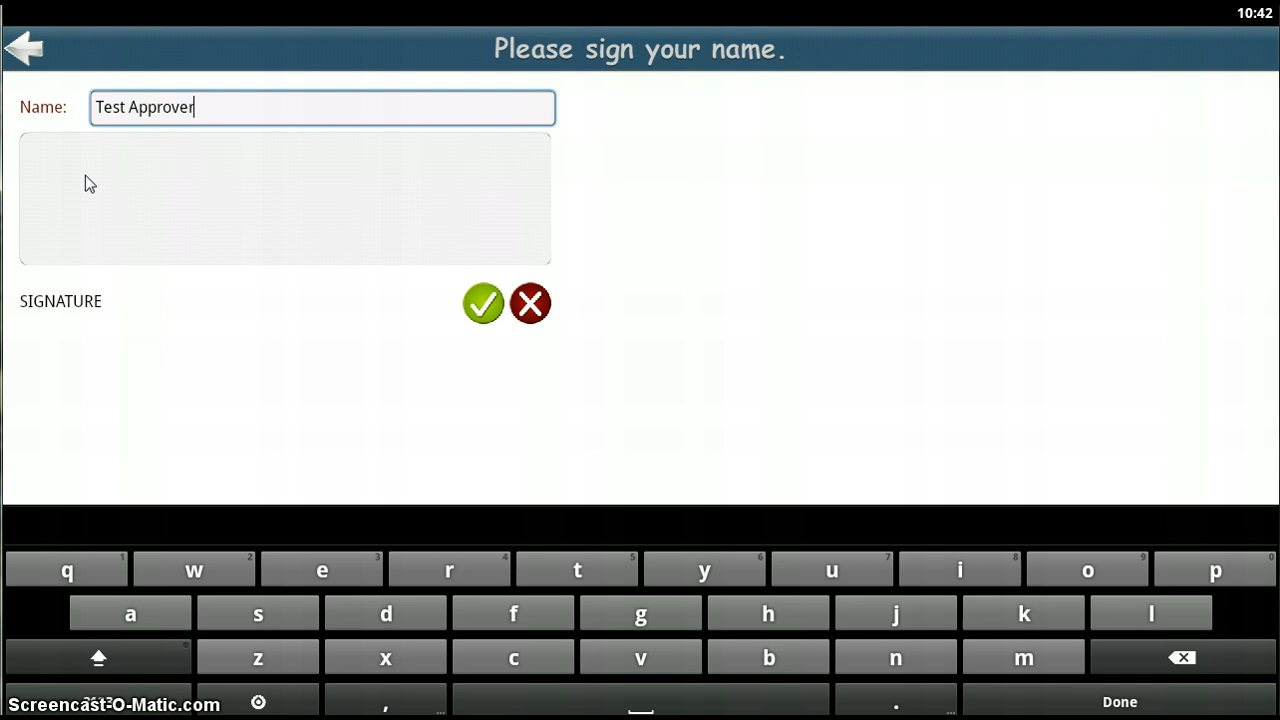 10:42
Please sign your name.
Name: Test Approver
SIGNATURE
q 1 w 2 e 3 r 4 t 5 y 6 u 7 i 8 o 9 p 0
a s d f g h j k l
z x c v b n m
, ... . ... Done
Screencast-O-Matic.com